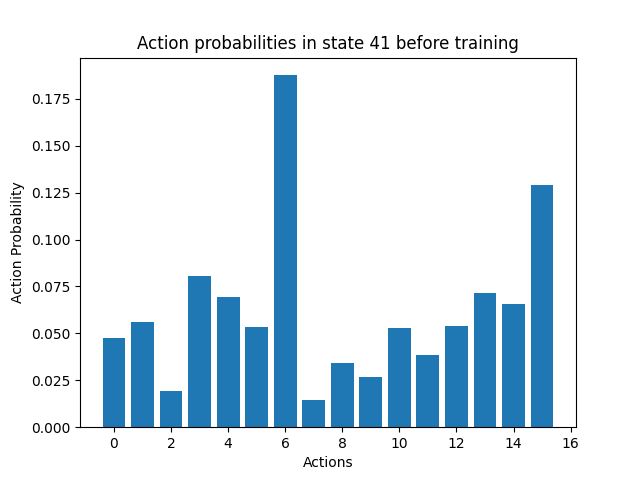 Action probabilities in state 41 before training
0.175
0.150
0.125
0.100
0.075
0.050
0.025
0.000
Action Probability
0 2 4 6 8 10 12 14 16
Actions